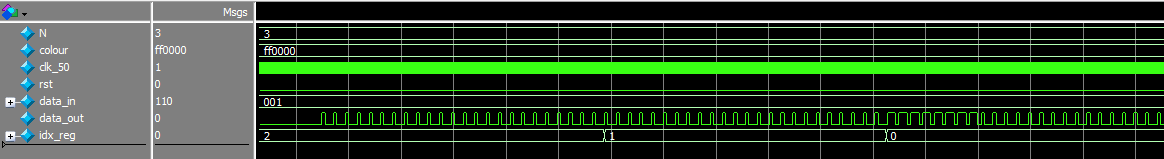 Msgs
N 3 3
colour ff0000 ff0000
clk_50 1
rst 0
data_in 110 001
data_out 0
idx_reg 0 2 1 0